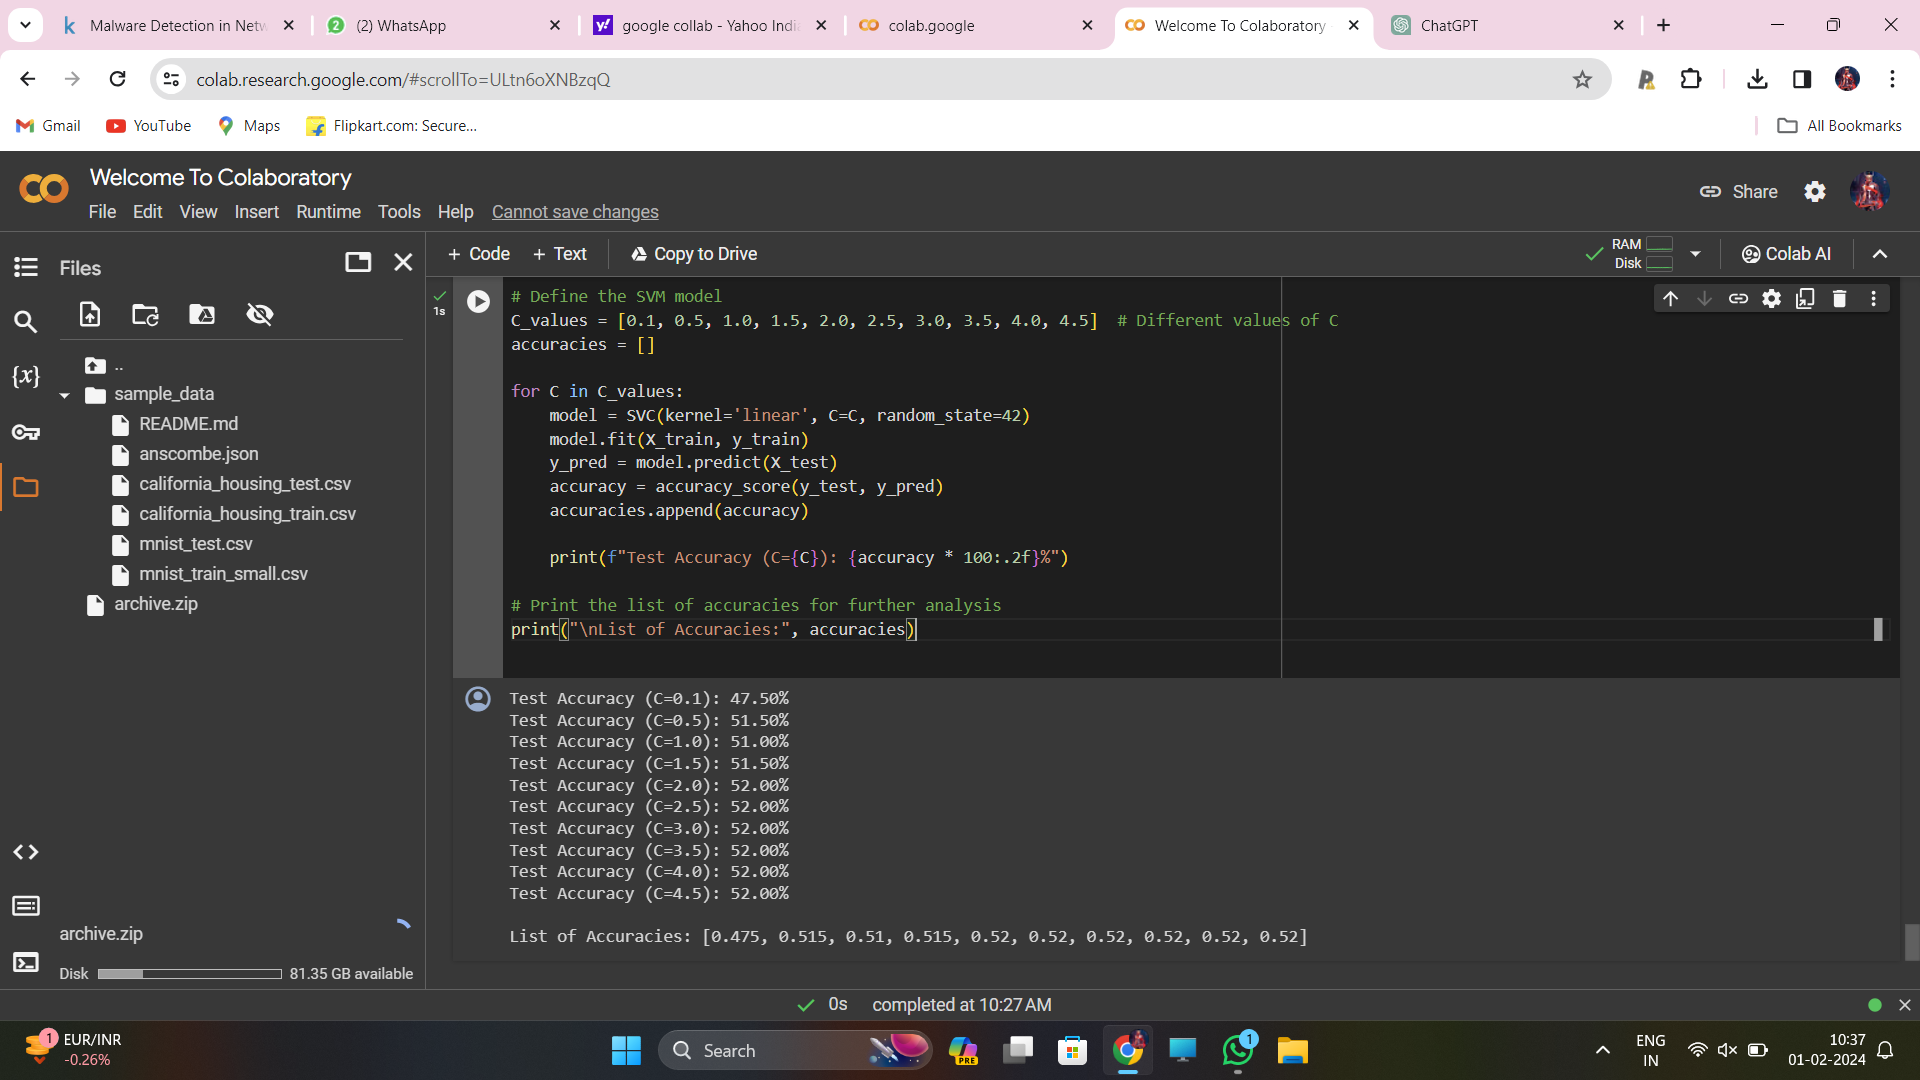 Malware Detection in Netw
(2) WhatsApp
google collab - Yahoo Indi
colab.google
Welcome To Colaboratory
ChatGPT
colab.research.google.com/#scrollTo=ULtn6oXNBzqQ
Gmail
YouTube
Maps
Flipkart.com: Secure...
All Bookmarks
Welcome To Colaboratory
File Edit View Insert Runtime Tools Help Cannot save changes
Share
Files
+ Code + Text Copy to Drive
RAM
Disk
Colab AI
..
sample_data
README.md
anscombe.json
california_housing_test.csv
california_housing_train.csv
mnist_test.csv
mnist_train_small.csv
archive.zip
archive.zip
Disk 81.35 GB available
1s
# Define the SVM model
C_values = [0.1, 0.5, 1.0, 1.5, 2.0, 2.5, 3.0, 3.5, 4.0, 4.5]  # Different values of C
accuracies = []
for C in C_values:
    model = SVC(kernel='linear', C=C, random_state=42)
    model.fit(X_train, y_train)
    y_pred = model.predict(X_test)
    accuracy = accuracy_score(y_test, y_pred)
    accuracies.append(accuracy)
    print(f"Test Accuracy (C={C}): {accuracy * 100:.2f}%")
# Print the list of accuracies for further analysis
print("\nList of Accuracies:", accuracies)
Test Accuracy (C=0.1): 47.50%
Test Accuracy (C=0.5): 51.50%
Test Accuracy (C=1.0): 51.00%
Test Accuracy (C=1.5): 51.50%
Test Accuracy (C=2.0): 52.00%
Test Accuracy (C=2.5): 52.00%
Test Accuracy (C=3.0): 52.00%
Test Accuracy (C=3.5): 52.00%
Test Accuracy (C=4.0): 52.00%
Test Accuracy (C=4.5): 52.00%
List of Accuracies: [0.475, 0.515, 0.51, 0.515, 0.52, 0.52, 0.52, 0.52, 0.52, 0.52]
0s completed at 10:27 AM
1
EUR/INR
-0.26%
Search
PRE
1
ENG
IN
10:37
01-02-2024